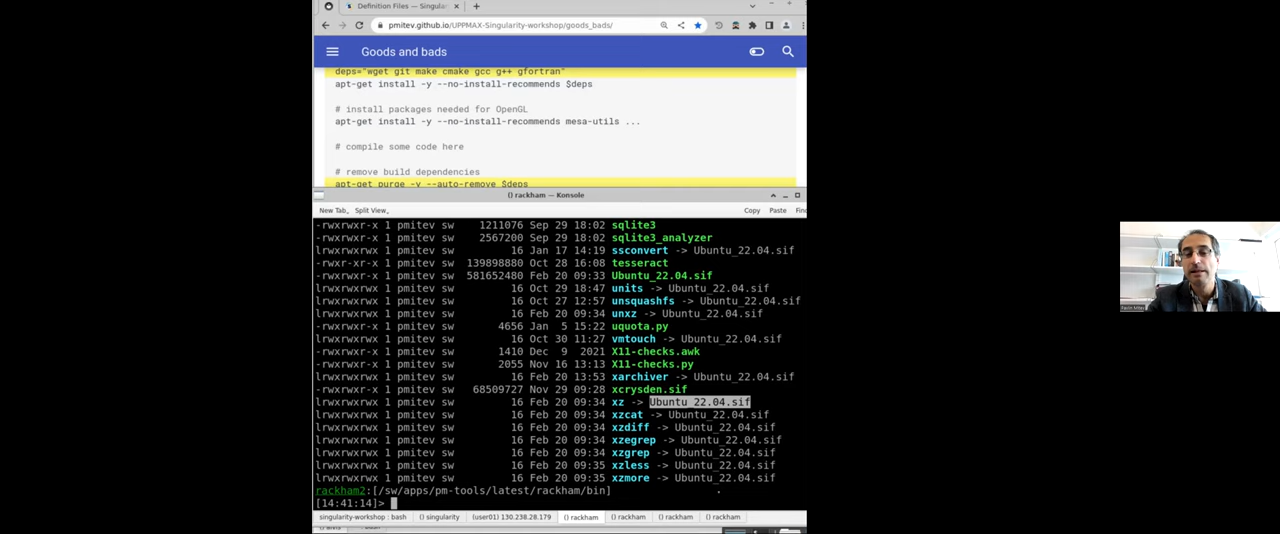 Definition Files — Singularity
pmitev.github.io/UPPMAX-Singularity-workshop/goods_bads/
Goods and bads
deps="wget git make cmake gcc g++ gfortran"
apt-get install -y --no-install-recommends $deps
# install packages needed for OpenGL
apt-get install -y --no-install-recommends mesa-utils ...
# compile some code here
# remove build dependencies
apt-get purge -y --auto-remove $deps
() rackham — Konsole
New Tab Split View Copy Paste Find
-rwxrwxr-x 1 pmitev sw 1211076 Sep 29 18:02 sqlite3
-rwxrwxr-x 1 pmitev sw 2567200 Sep 29 18:02 sqlite3_analyzer
lrwxrwxrwx 1 pmitev sw 16 Jan 17 14:19 ssconvert -> Ubuntu_22.04.sif
-rwxr-xr-x 1 pmitev sw 139898880 Oct 28 16:08 tesseract
-rwxrwxr-x 1 pmitev sw 581652480 Feb 20 09:33 Ubuntu_22.04.sif
lrwxrwxrwx 1 pmitev sw 16 Oct 29 18:47 units -> Ubuntu_22.04.sif
lrwxrwxrwx 1 pmitev sw 16 Oct 27 12:57 unsquashfs -> Ubuntu_22.04.sif
lrwxrwxrwx 1 pmitev sw 16 Feb 20 09:34 unxz -> Ubuntu_22.04.sif
-rwxrwxr-x 1 pmitev sw 4656 Jan 5 15:22 uquota.py
lrwxrwxrwx 1 pmitev sw 16 Oct 30 11:27 vmtouch -> Ubuntu_22.04.sif
-rwxrwxr-x 1 pmitev sw 1410 Dec 9 2021 X11-checks.awk
-rwxrwxr-x 1 pmitev sw 2055 Nov 16 13:13 X11-checks.py
lrwxrwxrwx 1 pmitev sw 16 Feb 20 13:53 xarchiver -> Ubuntu_22.04.sif
-rwxrwxr-x 1 pmitev sw 68509727 Nov 29 09:28 xcrysden.sif
lrwxrwxrwx 1 pmitev sw 16 Feb 20 09:34 xz -> Ubuntu_22.04.sif
lrwxrwxrwx 1 pmitev sw 16 Feb 20 09:34 xzcat -> Ubuntu_22.04.sif
lrwxrwxrwx 1 pmitev sw 16 Feb 20 09:34 xzdiff -> Ubuntu_22.04.sif
lrwxrwxrwx 1 pmitev sw 16 Feb 20 09:34 xzegrep -> Ubuntu_22.04.sif
lrwxrwxrwx 1 pmitev sw 16 Feb 20 09:34 xzgrep -> Ubuntu_22.04.sif
lrwxrwxrwx 1 pmitev sw 16 Feb 20 09:35 xzless -> Ubuntu_22.04.sif
lrwxrwxrwx 1 pmitev sw 16 Feb 20 09:35 xzmore -> Ubuntu_22.04.sif
rackham2:[/sw/apps/pm-tools/latest/rackham/bin]
[14:41:14]>
singularity-workshop : bash () singularity (user01) 130.238.28.179 () rackham () rackham () rackham () rackham